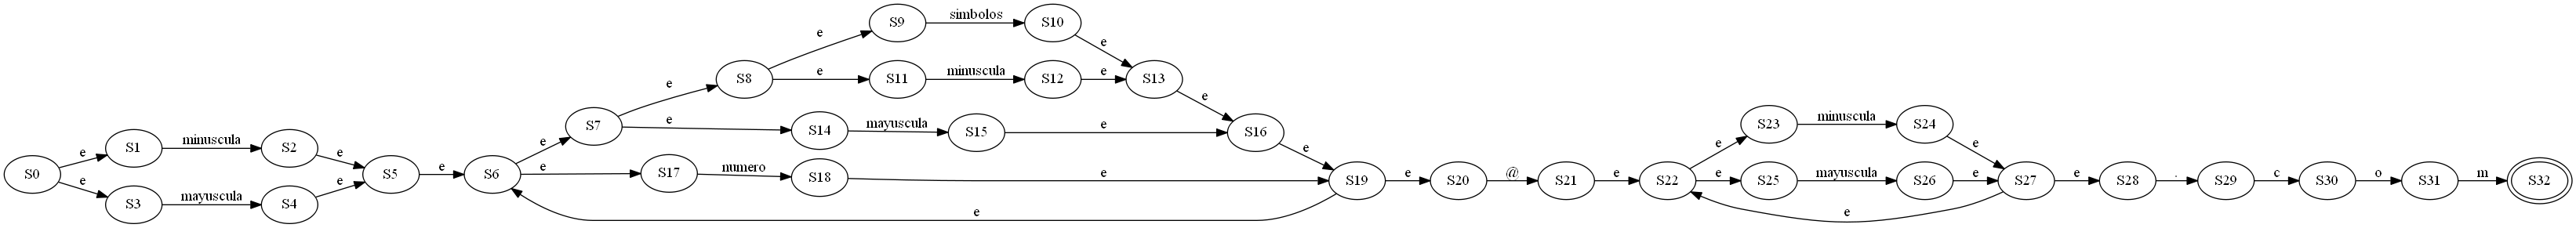 S9 simbolos S10
e e
S8 e S11 minuscula S12 e S13
e e
S7 e S14 mayuscula S15 e S16
S23 minuscula S24
e e e e
S1 minuscula S2
e e
S0 S5 e S6 e S17 numero S18 e S19 e S20 @ S21 e S22 e S25 mayuscula S26 e S27 e S28 . S29 c S30 o S31 m S32
e e
S3 mayuscula S4
e e